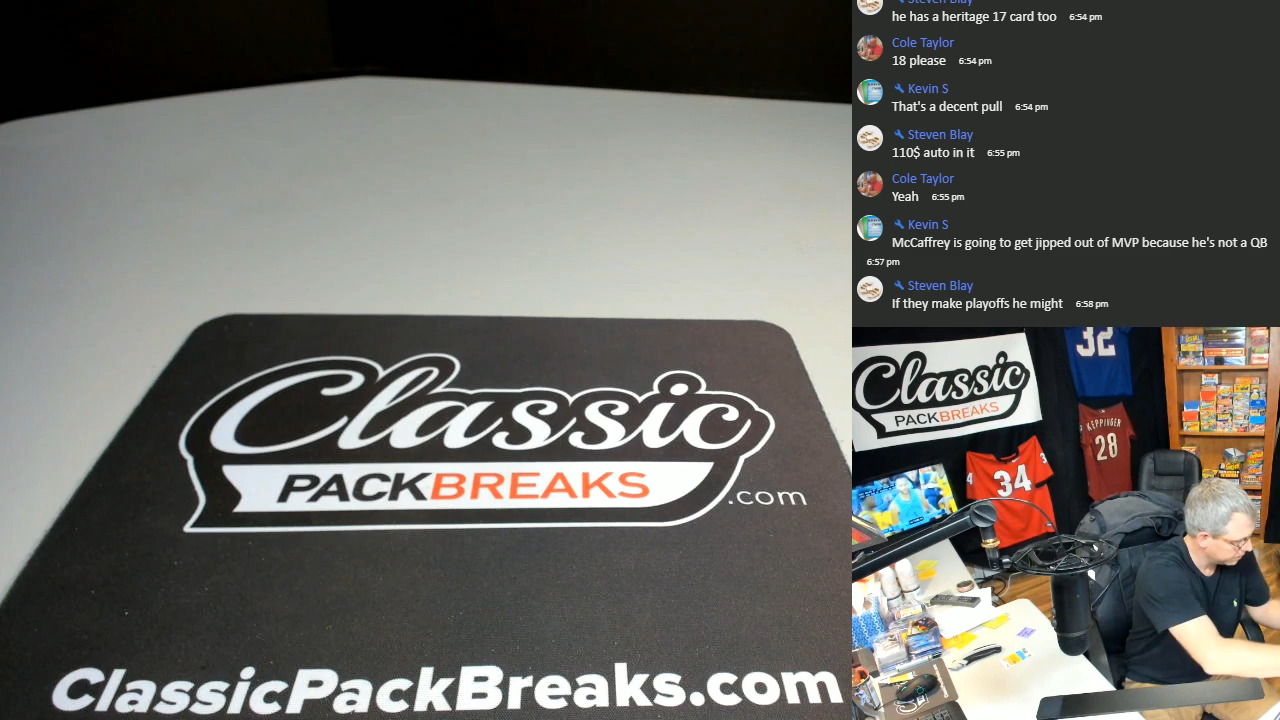 Steven Blay
he has a heritage 17 card too 6:54 pm
Cole Taylor
18 please 6:54 pm
Kevin S
That's a decent pull 6:54 pm
Steven Blay
110$ auto in it 6:55 pm
Cole Taylor
Yeah 6:55 pm
Kevin S
McCaffrey is going to get jipped out of MVP because he's not a QB
6:57 pm
Steven Blay
If they make playoffs he might 6:58 pm
Classic
PACKBREAKS
.com
ClassicPackBreaks.com
Classic
PACKBREAKS
32
KEPPINGER
28
34